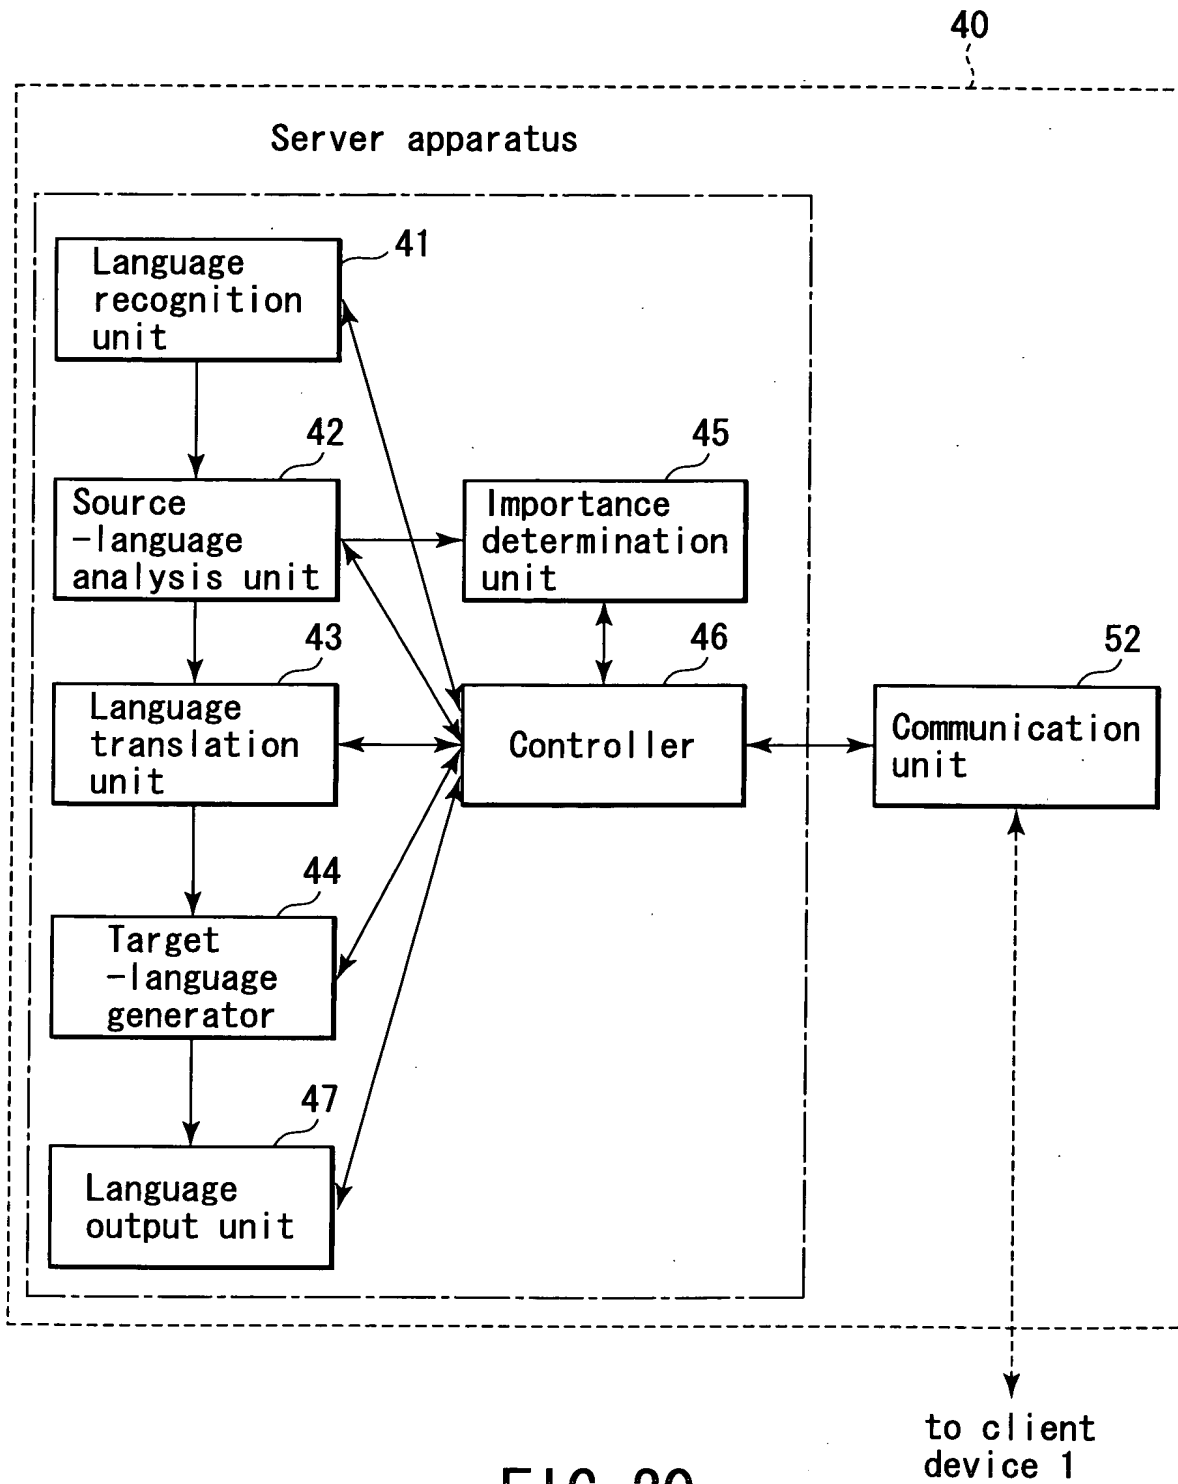 40
Server apparatus
41
Language
recognition
unit
42
Source
-language
analysis unit
45
Importance
determination
unit
43
Language
translation
unit
46
Controller
52
Communication
unit
44
Target
-language
generator
47
Language
output unit
to client
device 1